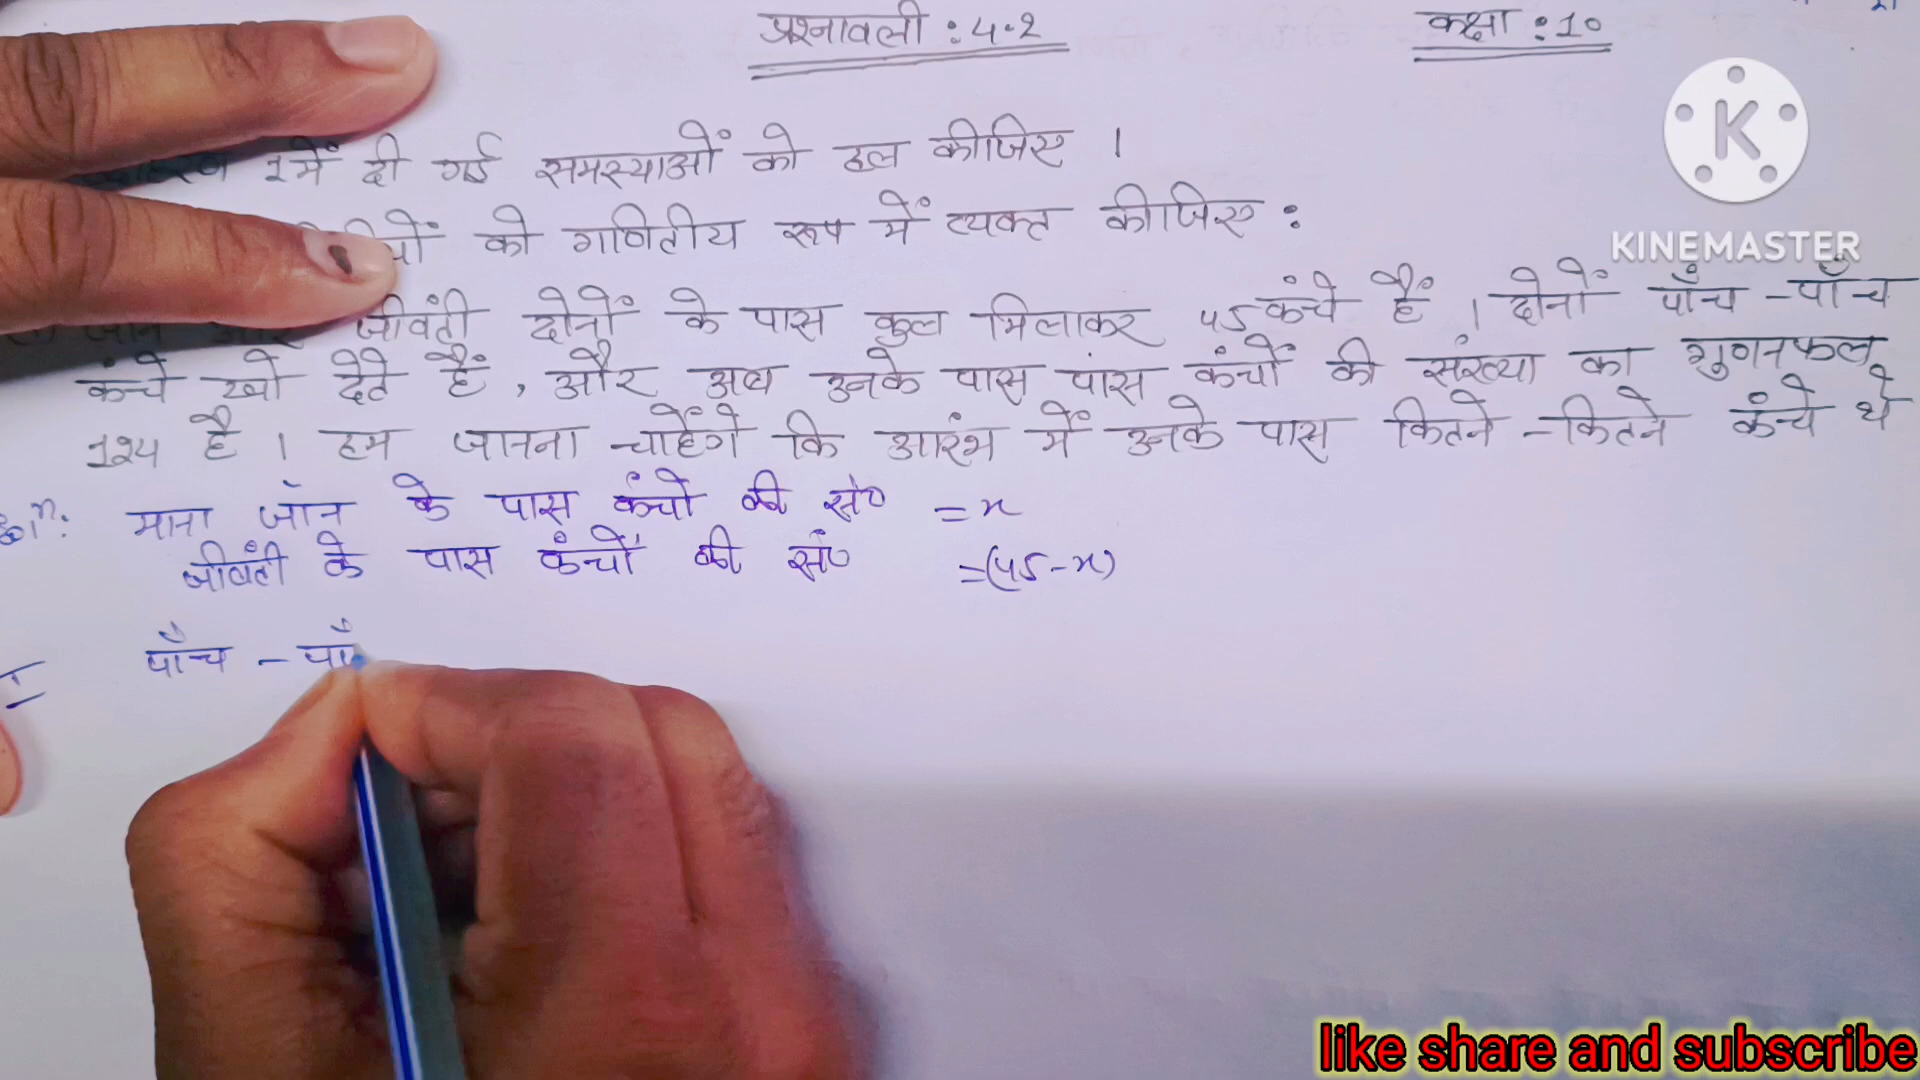 प्रश्नावली : 4.2
कक्षा : 10
1 में दी गई समस्याओं को हल कीजिए ।
को गणितीय रूप में व्यक्त कीजिए :
KINEMASTER
जीवंती दोनों के पास कुल मिलाकर 45 कंचे हैं । दोनों पाँच - पाँच
कंचे खो देते हैं , और अब उनके पास पास कंचों की संख्या का गुणनफल
124 है । हम जानना चाहेंगे कि आरंभ में उनके पास कितने - कितने कंचे थे
माना जॉन के पास कंचो की सं० = x
जीवंती के पास कंचों की सं० = (45 - x)
पाँच - पाँ
like share and subscribe